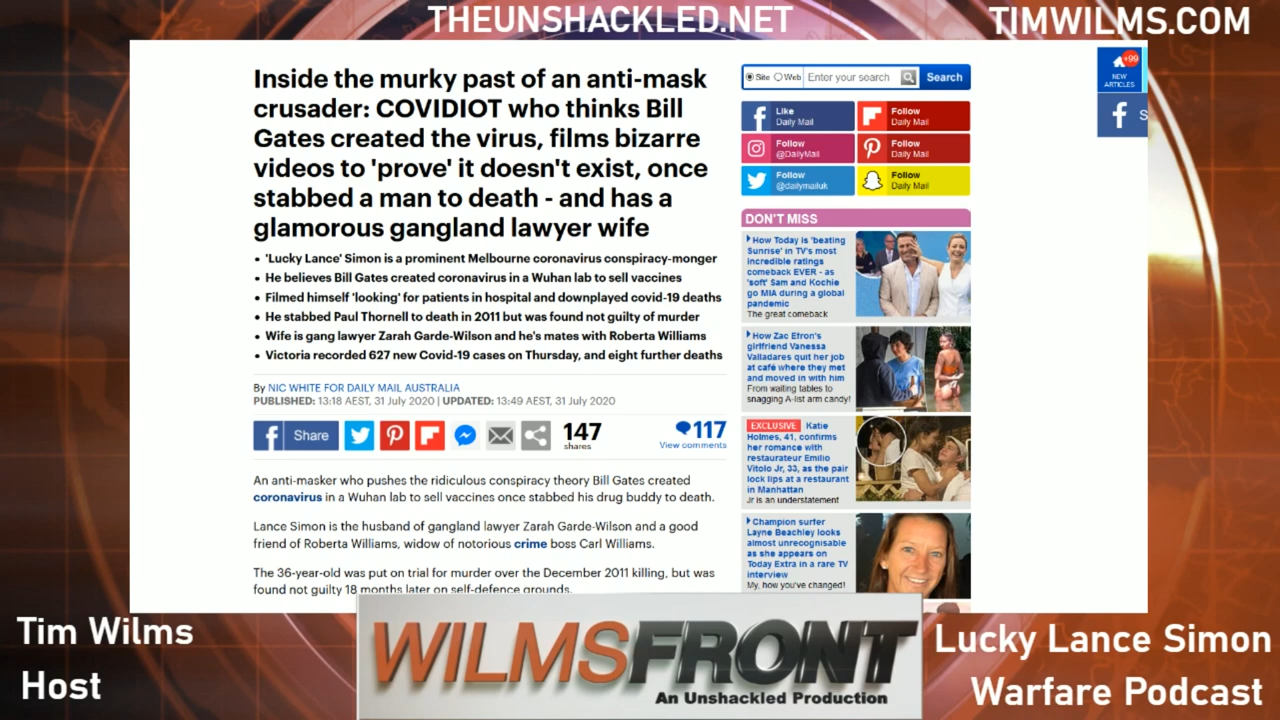 THEUNSHACKLED.NET
TIMWILMS.COM
Inside the murky past of an anti-mask
crusader: COVIDIOT who thinks Bill
Gates created the virus, films bizarre
videos to 'prove' it doesn't exist, once
stabbed a man to death - and has a
glamorous gangland lawyer wife
• 'Lucky Lance' Simon is a prominent Melbourne coronavirus conspiracy-monger
• He believes Bill Gates created coronavirus in a Wuhan lab to sell vaccines
• Filmed himself 'looking' for patients in hospital and downplayed covid-19 deaths
• He stabbed Paul Thornell to death in 2011 but was found not guilty of murder
• Wife is gang lawyer Zarah Garde-Wilson and he's mates with Roberta Williams
• Victoria recorded 627 new Covid-19 cases on Thursday, and eight further deaths
By NIC WHITE FOR DAILY MAIL AUSTRALIA
PUBLISHED: 13:18 AEST, 31 July 2020 | UPDATED: 13:49 AEST, 31 July 2020
Share
147
shares
117
View comments
An anti-masker who pushes the ridiculous conspiracy theory Bill Gates created
coronavirus in a Wuhan lab to sell vaccines once stabbed his drug buddy to death.
Lance Simon is the husband of gangland lawyer Zarah Garde-Wilson and a good
friend of Roberta Williams, widow of notorious crime boss Carl Williams.
The 36-year-old was put on trial for murder over the December 2011 killing, but was
found not guilty 18 months later on self-defence grounds.
Site Web Enter your search Search
Like
Daily Mail
Follow
Daily Mail
Follow
@DailyMail
Follow
Daily Mail
Follow
@dailymailuk
Follow
Daily Mail
DON'T MISS
How Today is 'beating
Sunrise' in TV's most
incredible ratings
comeback EVER - as
'soft' Sam and Kochie
go MIA during a global
pandemic
The great comeback
How Zac Efron's
girlfriend Vanessa
Valladares quit her job
at café where they met
and moved in with him
From waiting tables to
snagging A-list arm candy!
EXCLUSIVE Katie
Holmes, 41, confirms
her romance with
restaurateur Emilio
Vitolo Jr, 33, as the pair
lock lips at a restaurant
in Manhattan
Jr is an understatement
Champion surfer
Layne Beachley looks
almost unrecognisable
as she appears on
Today Extra in a rare TV
interview
My, how you've changed!
+99
NEW
ARTICLES
S
Tim Wilms
Host
WILMSFRONT
An Unshackled Production
Lucky Lance Simon
Warfare Podcast